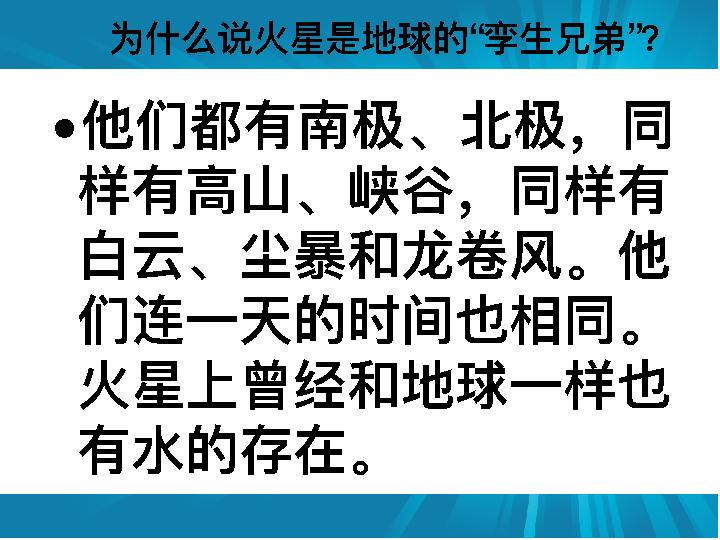 为什么说火星是地球的“孪生兄弟”？
•他们都有南极、北极，同
样有高山、峡谷，同样有
白云、尘暴和龙卷风。他
们连一天的时间也相同。
火星上曾经和地球一样也
有水的存在。